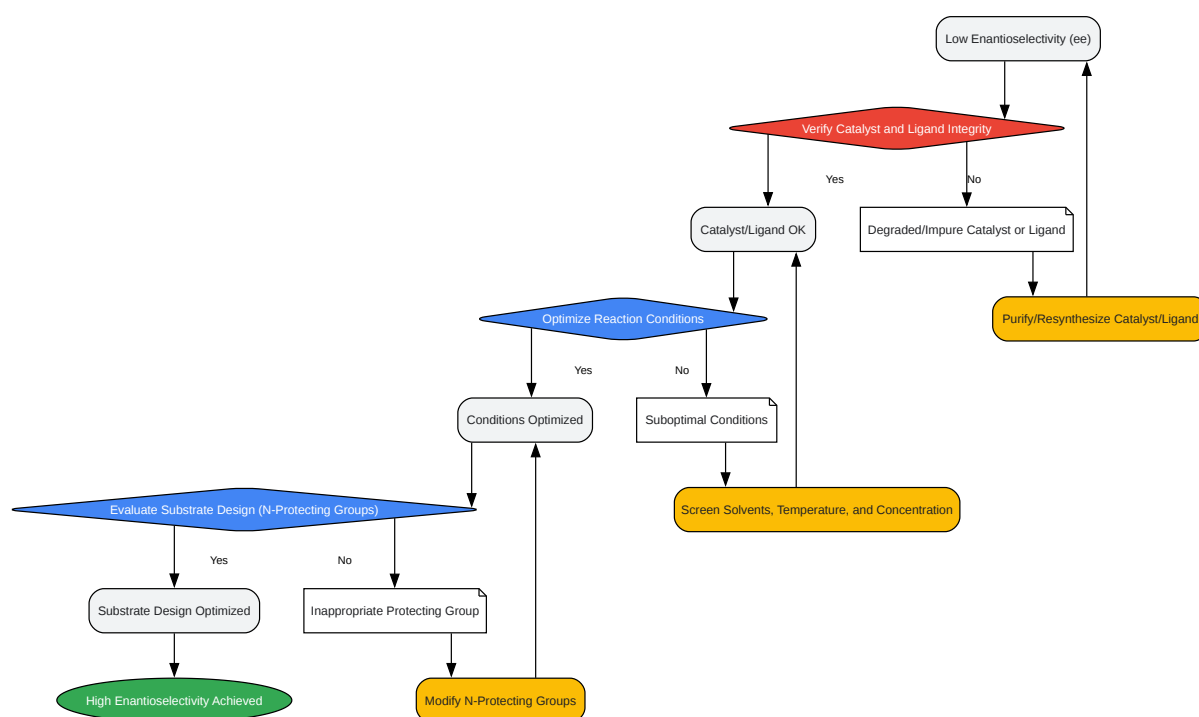 Low Enantioselectivity (ee)
Verify Catalyst and Ligand Integrity
Yes
No
Catalyst/Ligand OK
Degraded/Impure Catalyst or Ligand
Optimize Reaction Conditions
Purify/Resynthesize Catalyst/Ligand
Yes
No
Conditions Optimized
Suboptimal Conditions
Evaluate Substrate Design (N-Protecting Groups)
Screen Solvents, Temperature, and Concentration
Yes
No
Substrate Design Optimized
Inappropriate Protecting Group
High Enantioselectivity Achieved
Modify N-Protecting Groups